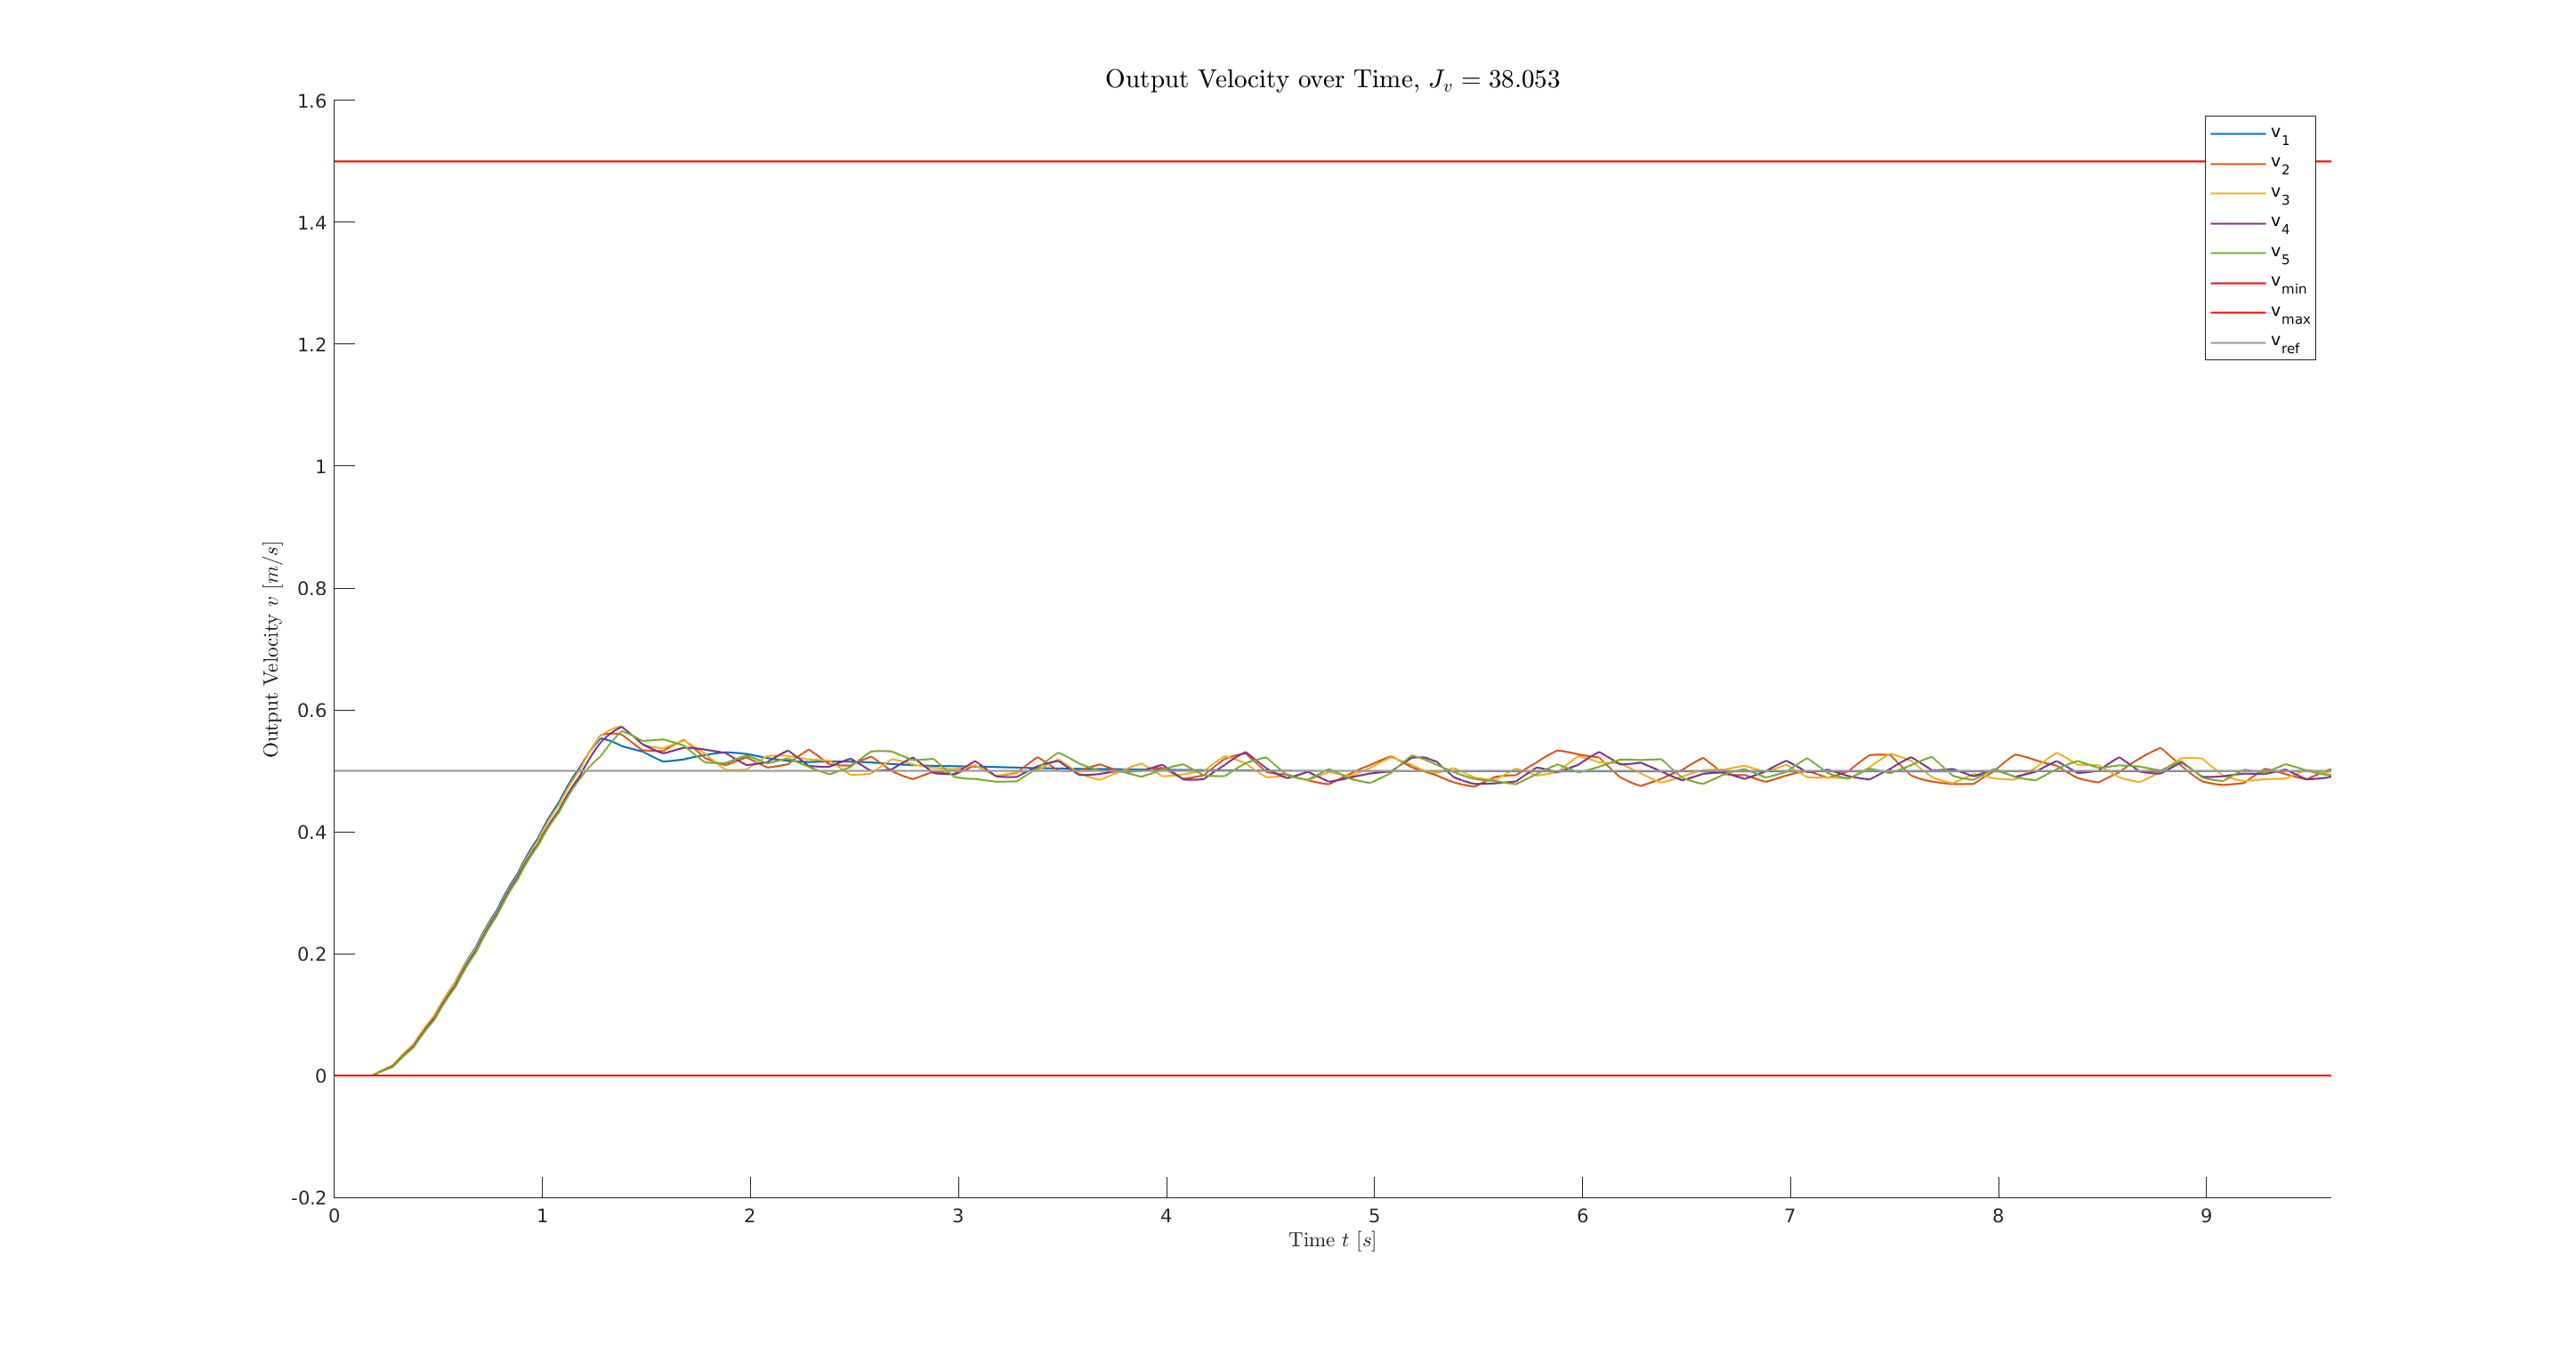 Output Velocity over Time, J_v = 38.053
1.6
1.4
1.2
1
0.8
0.6
0.4
0.2
0
-0.2
Output Velocity v [m/s]
0 1 2 3 4 5 6 7 8 9
Time t [s]
v_1
v_2
v_3
v_4
v_5
v_min
v_max
v_ref